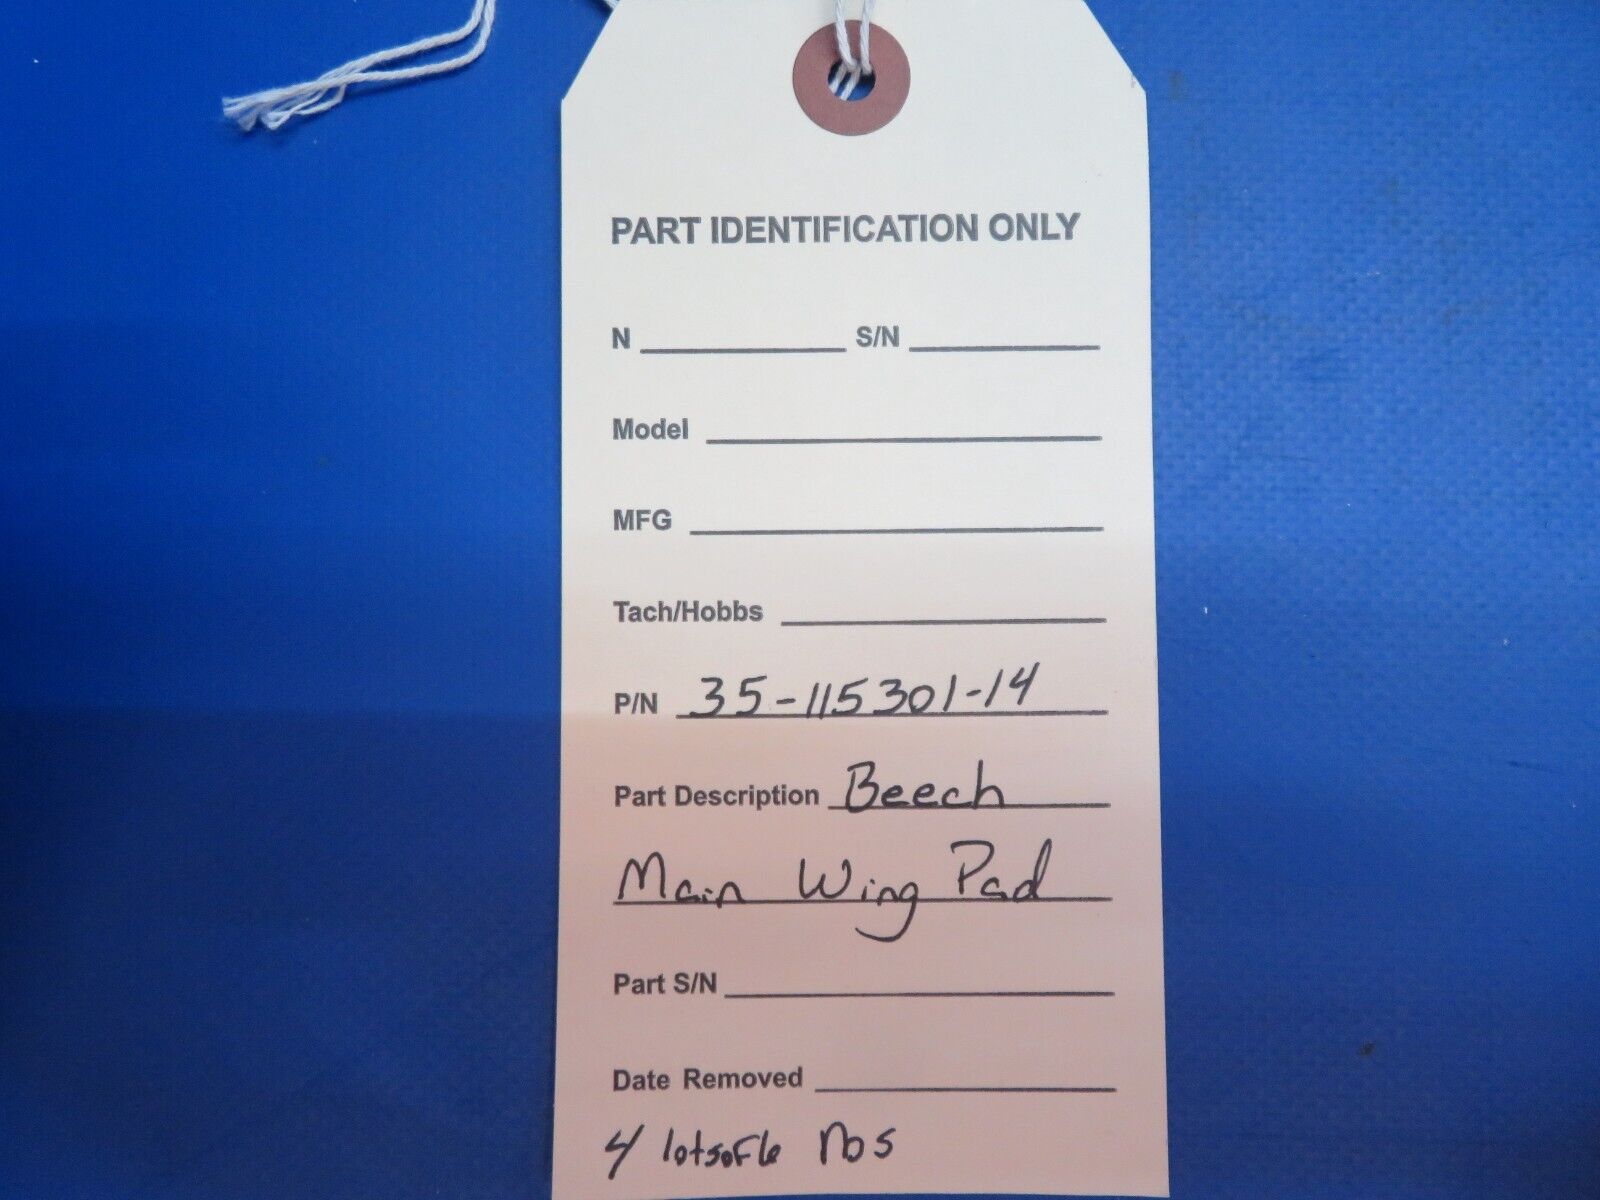 PART IDENTIFICATION ONLY
N S/N
Model
MFG
Tach/Hobbs
P/N 35-115301-14
Part Description Beech
Main Wing Pad
Part S/N
Date Removed
4 lotsof6 nos